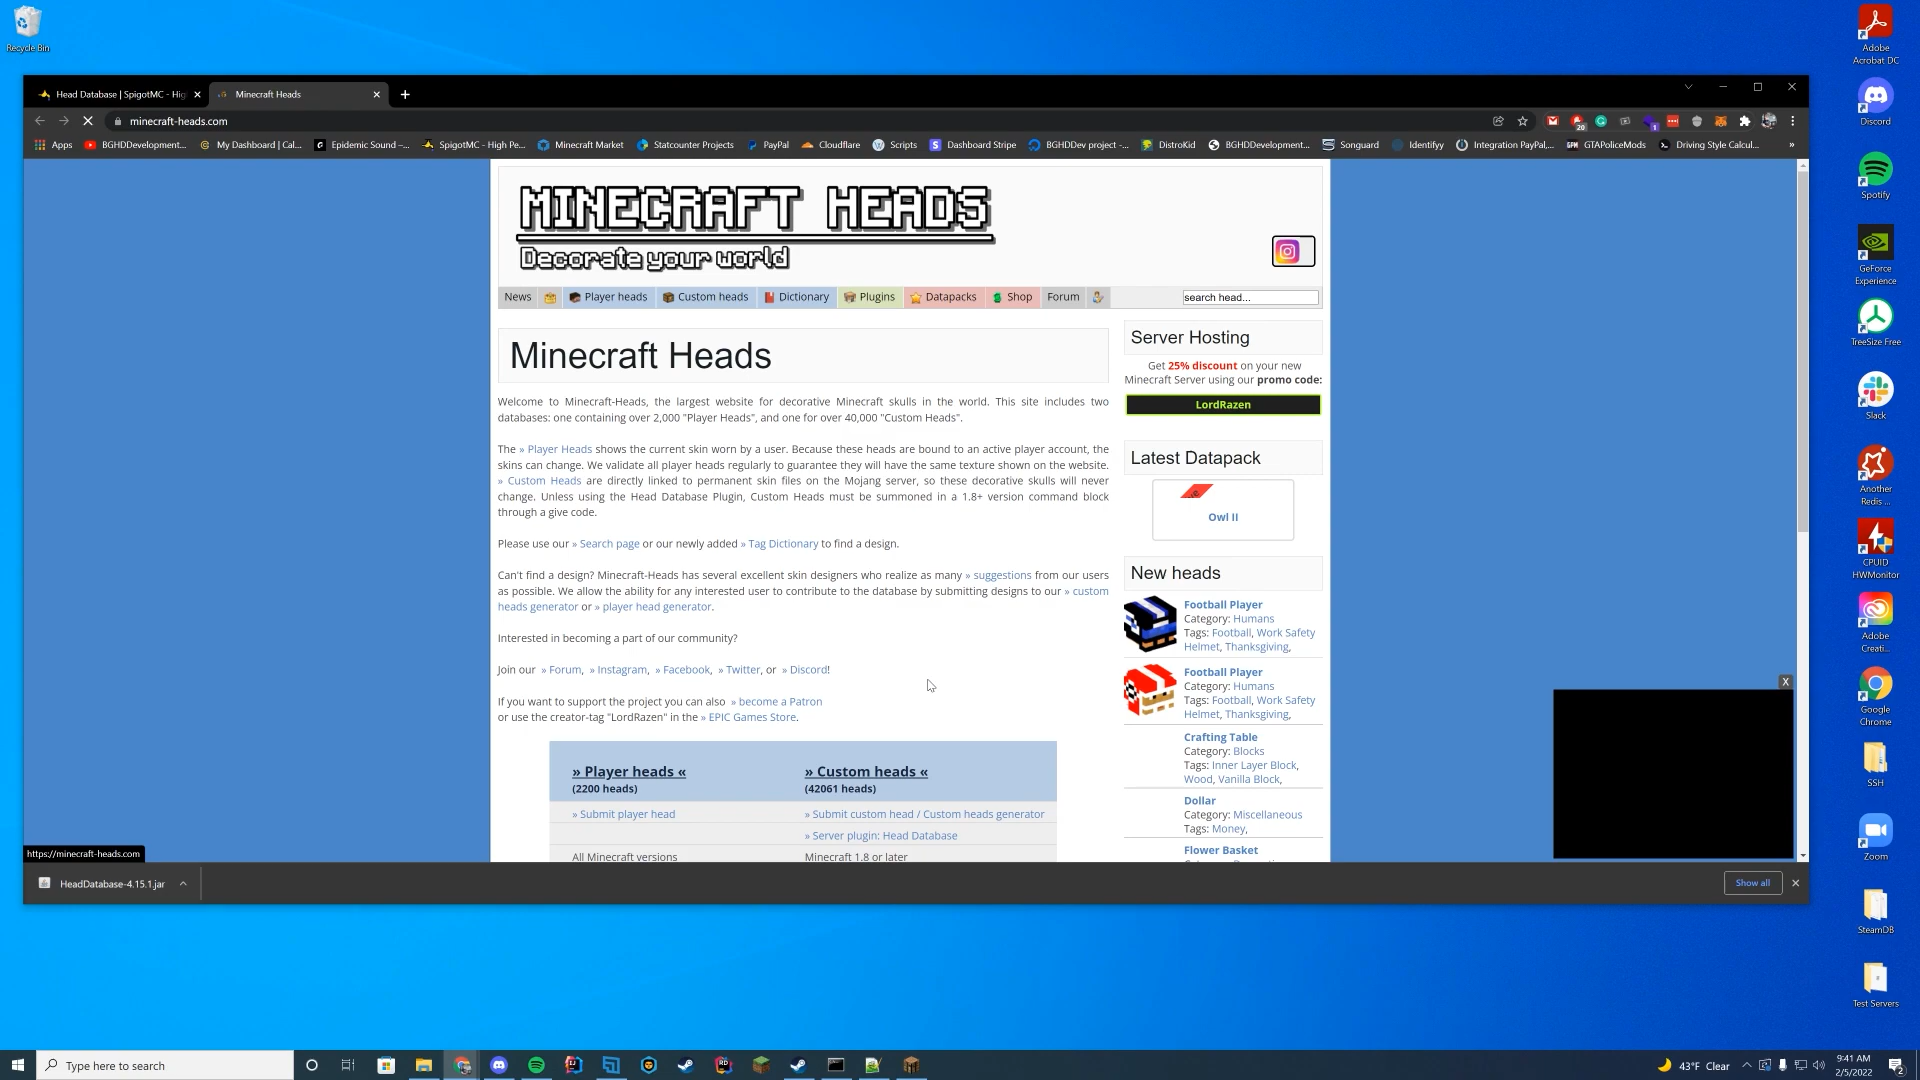 Recycle Bin
Head Database | SpigotMC - Hig
Minecraft Heads
minecraft-heads.com
20
1
Apps
BGHDDevelopment...
My Dashboard | Cal...
Epidemic Sound –...
SpigotMC - High Pe...
Minecraft Market
Statcounter Projects
PayPal
Cloudflare
Scripts
Dashboard Stripe
BGHDDev project -...
DistroKid
BGHDDevelopment...
Songuard
Identifyy
Integration PayPal,...
GTAPoliceMods
Driving Style Calcul...
»
MINECRAFT HEADS
Decorate your world
News
Player heads
Custom heads
Dictionary
Plugins
Datapacks
Shop
Forum
search head...
Minecraft Heads
Welcome to Minecraft-Heads, the largest website for decorative Minecraft skulls in the world. This site includes two
databases: one containing over 2,000 "Player Heads", and one for over 40,000 "Custom Heads".
The » Player Heads shows the current skin worn by a user. Because these heads are bound to an active player account, the
skins can change. We validate all player heads regularly to guarantee they will have the same texture shown on the website.
» Custom Heads are directly linked to permanent skin files on the Mojang server, so these decorative skulls will never
change. Unless using the Head Database Plugin, Custom Heads must be summoned in a 1.8+ version command block
through a give code.
Please use our » Search page or our newly added » Tag Dictionary to find a design.
Can't find a design? Minecraft-Heads has several excellent skin designers who realize as many » suggestions from our users
as possible. We allow the ability for any interested user to contribute to the database by submitting designs to our » custom
heads generator or » player head generator.
Interested in becoming a part of our community?
Join our » Forum, » Instagram, » Facebook, » Twitter, or » Discord!
If you want to support the project you can also » become a Patron
or use the creator-tag "LordRazen" in the » EPIC Games Store.
» Player heads «
(2200 heads)
» Custom heads «
(42061 heads)
» Submit player head
» Submit custom head / Custom heads generator
» Server plugin: Head Database
All Minecraft versions
Minecraft 1.8 or later
Server Hosting
Get 25% discount on your new
Minecraft Server using our promo code:
LordRazen
Latest Datapack
Owl II
New heads
Football Player
Category: Humans
Tags: Football, Work Safety
Helmet, Thanksgiving,
Football Player
Category: Humans
Tags: Football, Work Safety
Helmet, Thanksgiving,
Crafting Table
Category: Blocks
Tags: Inner Layer Block,
Wood, Vanilla Block,
Dollar
Category: Miscellaneous
Tags: Money,
Flower Basket
X
https://minecraft-heads.com
HeadDatabase-4.15.1.jar
Show all
Adobe
Acrobat DC
Discord
Spotify
GeForce
Experience
TreeSize Free
Slack
Another
Redis ...
CPUID
HWMonitor
Adobe
Creati...
Google
Chrome
SSH
Zoom
SteamDB
Test Servers
Type here to search
43°F Clear
9:41 AM
2/5/2022
2